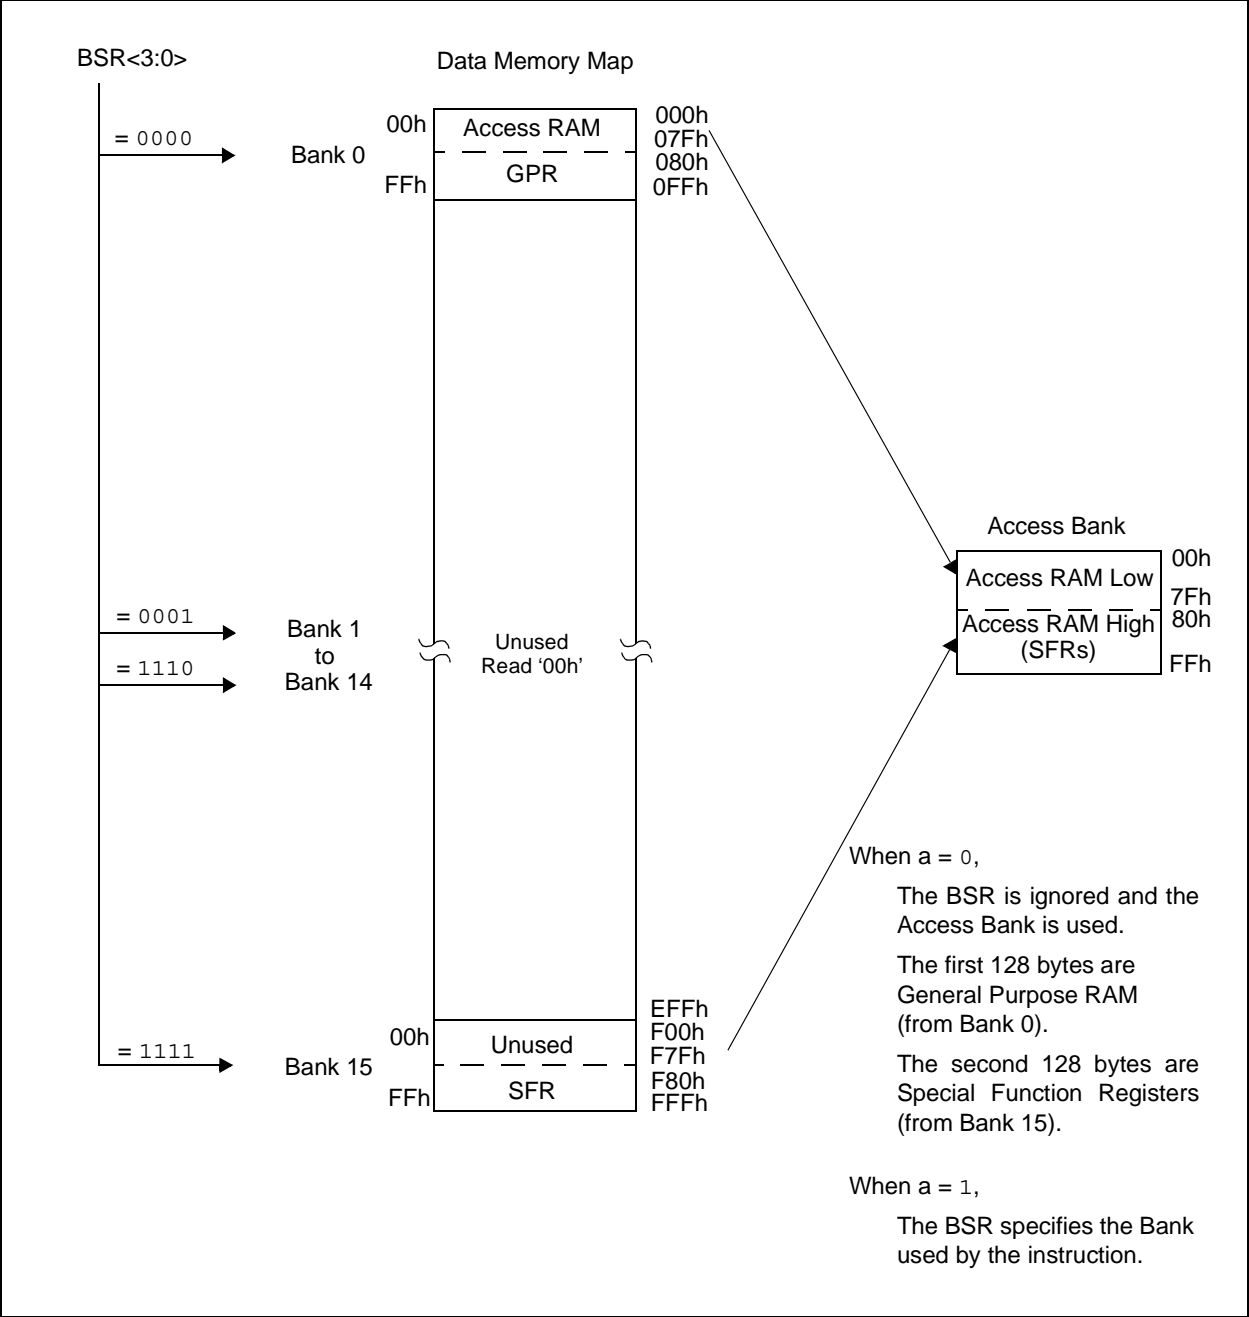 BSR<3:0>
Data Memory Map
= 0000
Bank 0
00h
FFh
Access RAM
GPR
000h
07Fh
080h
0FFh
= 0001
= 1110
Bank 1
to
Bank 14
Unused
Read ‘00h’
Access Bank
Access RAM Low
Access RAM High
(SFRs)
00h
7Fh
80h
FFh
= 1111
Bank 15
00h
FFh
Unused
SFR
EFFh
F00h
F7Fh
F80h
FFFh
When a = 0,
The BSR is ignored and the
Access Bank is used.
The first 128 bytes are
General Purpose RAM
(from Bank 0).
The second 128 bytes are
Special Function Registers
(from Bank 15).
When a = 1,
The BSR specifies the Bank
used by the instruction.